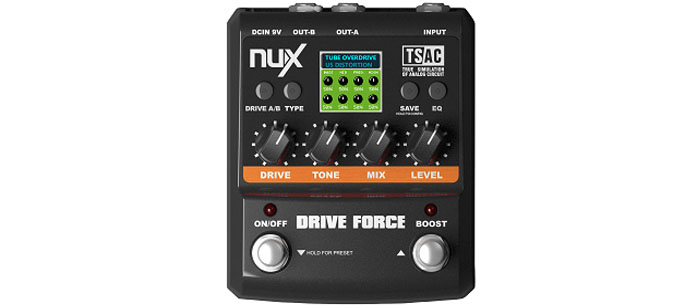 DCIN 9V OUT-B OUT-A INPUT
nuX
TUBE OVERDRIVE
US DISTORTION
TSAC
TRUE SIMULATION
OF ANALOG CIRCUIT
50% 50% 50% 50%
50% 50% 50% 50%
DRIVE A/B TYPE SAVE EQ
DRIVE TONE MIX LEVEL
ON/OFF DRIVE FORCE BOOST
▼ HOLD FOR PRESET ▲